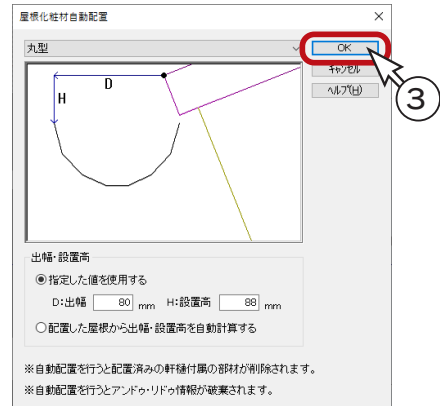 屋根化粧材自動配置
丸型
OK
キャンセル
ヘルプ(H)
③
D
H
出幅・設置高
指定した値を使用する
D:出幅 80 mm H:設置高 88 mm
配置した屋根から出幅・設置高を自動計算する
※自動配置を行うと配置済みの軒樋付属の部材が削除されます。
※自動配置を行うとアンドゥ・リドゥ情報が破棄されます。